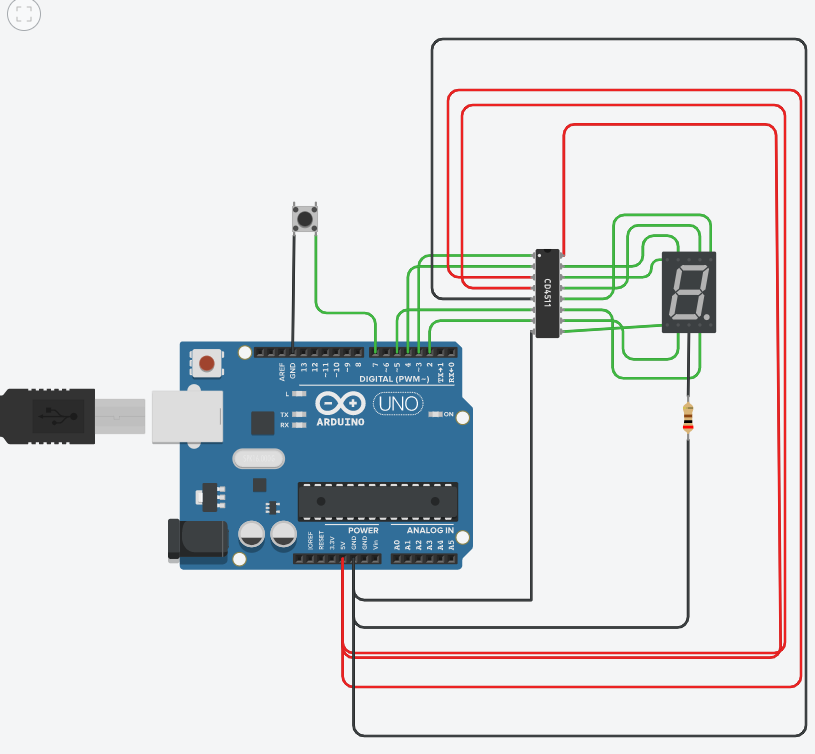 CD4511
AREF
GND
13
12
~11
~10
~9
8
7
~6
~5
4
~3
2
TX→1
RX←0
DIGITAL (PWM~)
L
TX
RX
ARDUINO
UNO
ON
POWER
ANALOG IN
IOREF
RESET
3.3V
5V
GND
GND
Vin
A0
A1
A2
A3
A4
A5